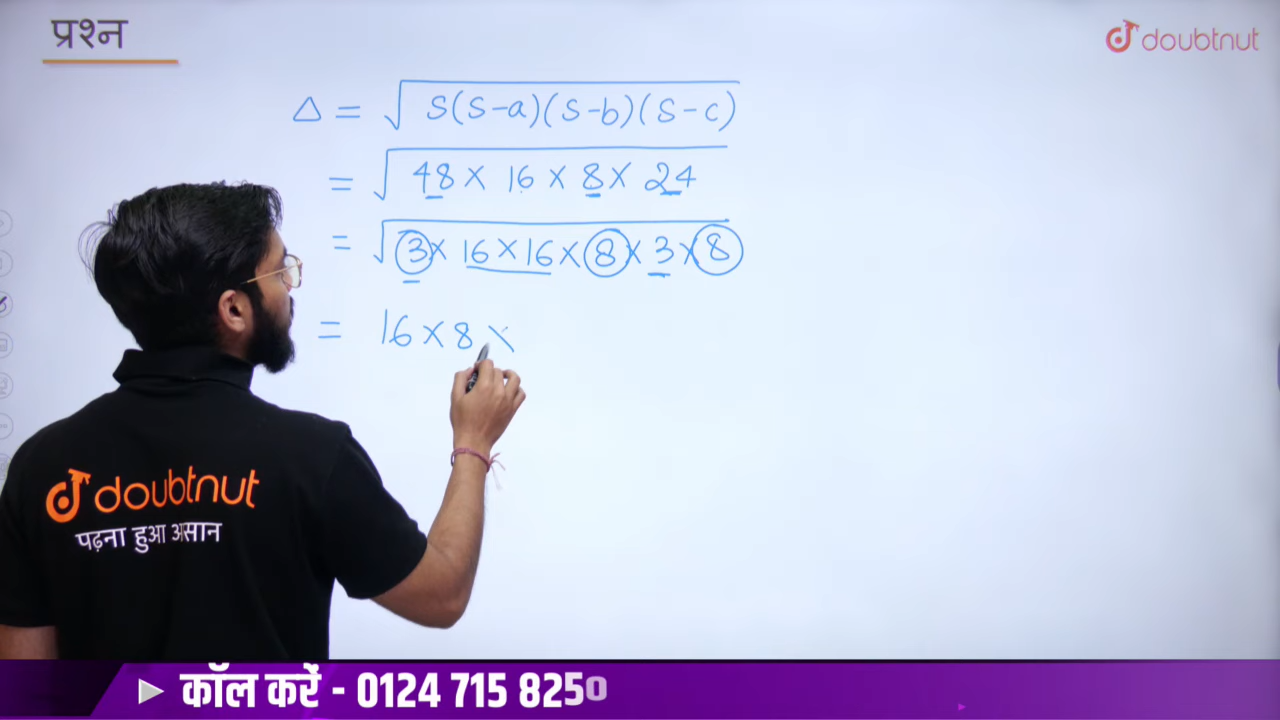 प्रश्न
doubtnut
Δ = √S(S-a)(S-b)(S-c)
= √48 × 16 × 8 × 24
= √3 × 16 × 16 × 8 × 3 × 8
= 16 × 8 ×
doubtnut
पढ़ना हुआ असान
कॉल करें - 0124 715 8250